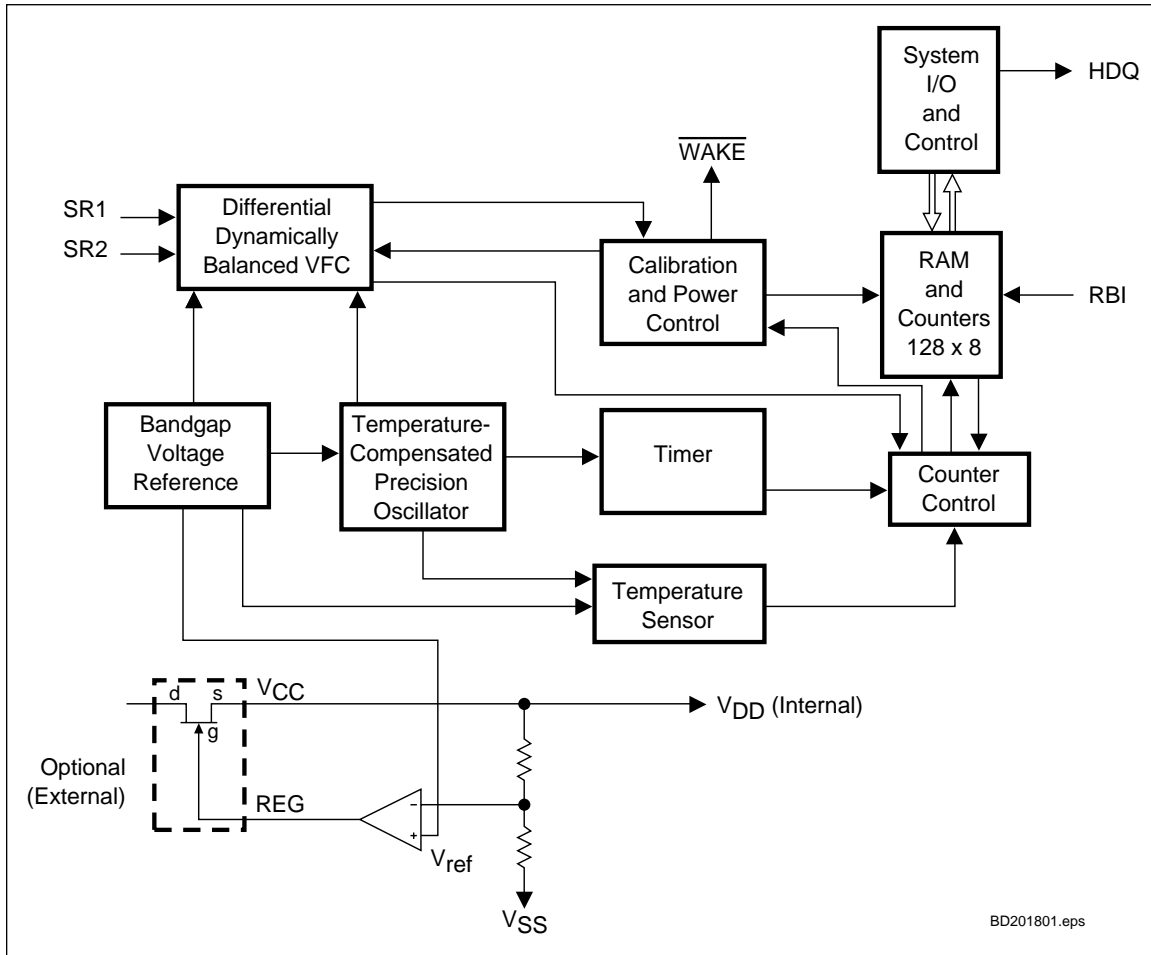 System
I/O
and
Control
HDQ
WAKE
SR1
SR2
Differential
Dynamically
Balanced VFC
Calibration
and Power
Control
RAM
and
Counters
128 x 8
RBI
Bandgap
Voltage
Reference
Temperature-
Compensated
Precision
Oscillator
Timer
Counter
Control
Temperature
Sensor
d
s
g
VCC
VDD (Internal)
Optional
(External)
REG
–
+
Vref
VSS
BD201801.eps